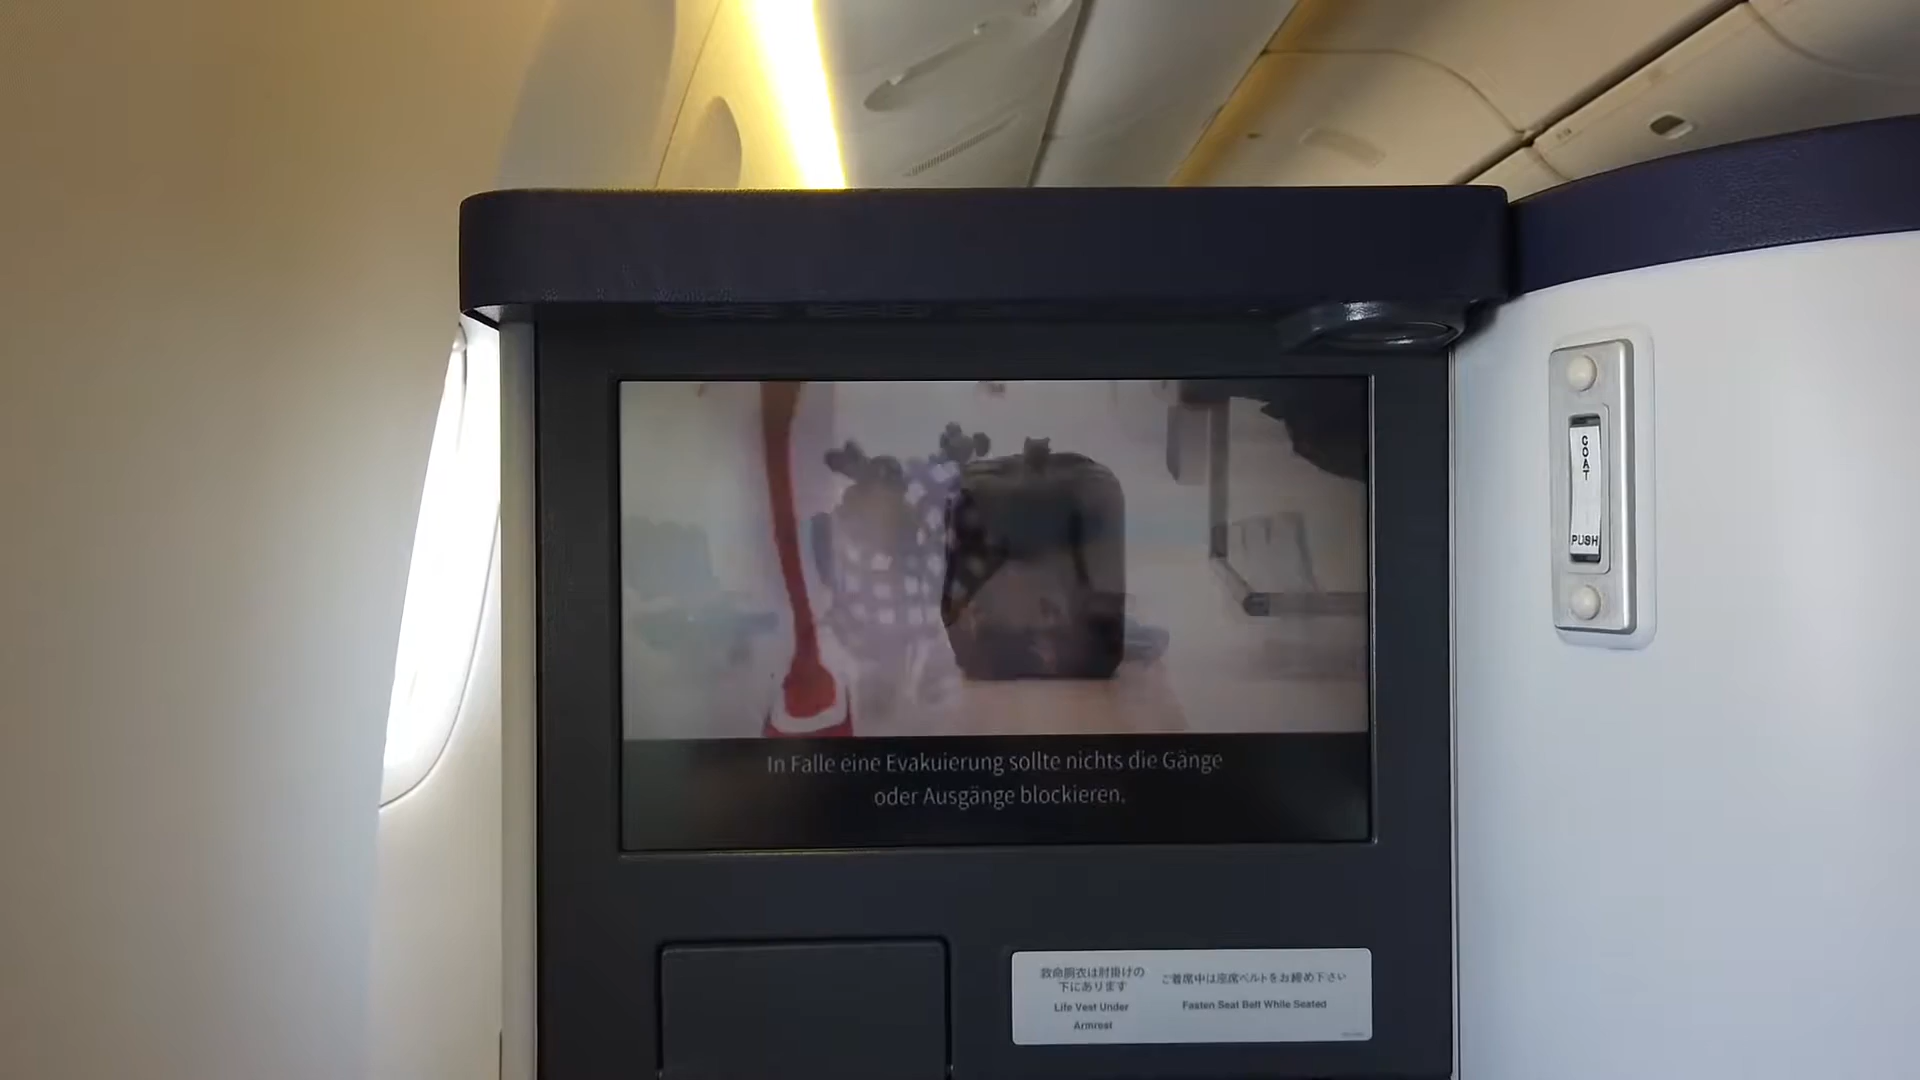 COAT
PUSH
In Falle eine Evakuierung sollte nichts die Gänge
oder Ausgänge blockieren.
救命胴衣は肘掛けの
下にあります
Life Vest Under
Armrest
ご着席中は座席ベルトをお締め下さい
Fasten Seat Belt While Seated